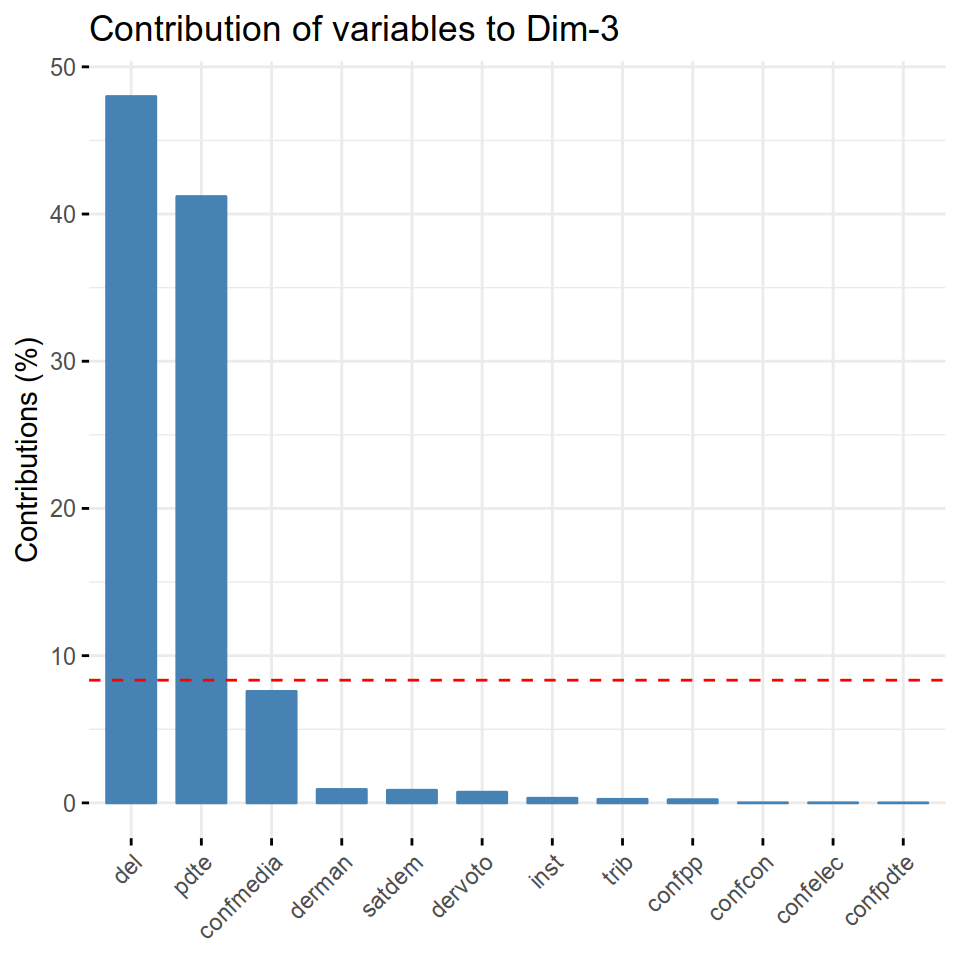 Contribution of variables to Dim-3
Contributions (%)
50
40
30
20
10
0
del
pdte
confmedia
derman
satdem
dervoto
inst
trib
confpp
confcon
confelec
confpdte